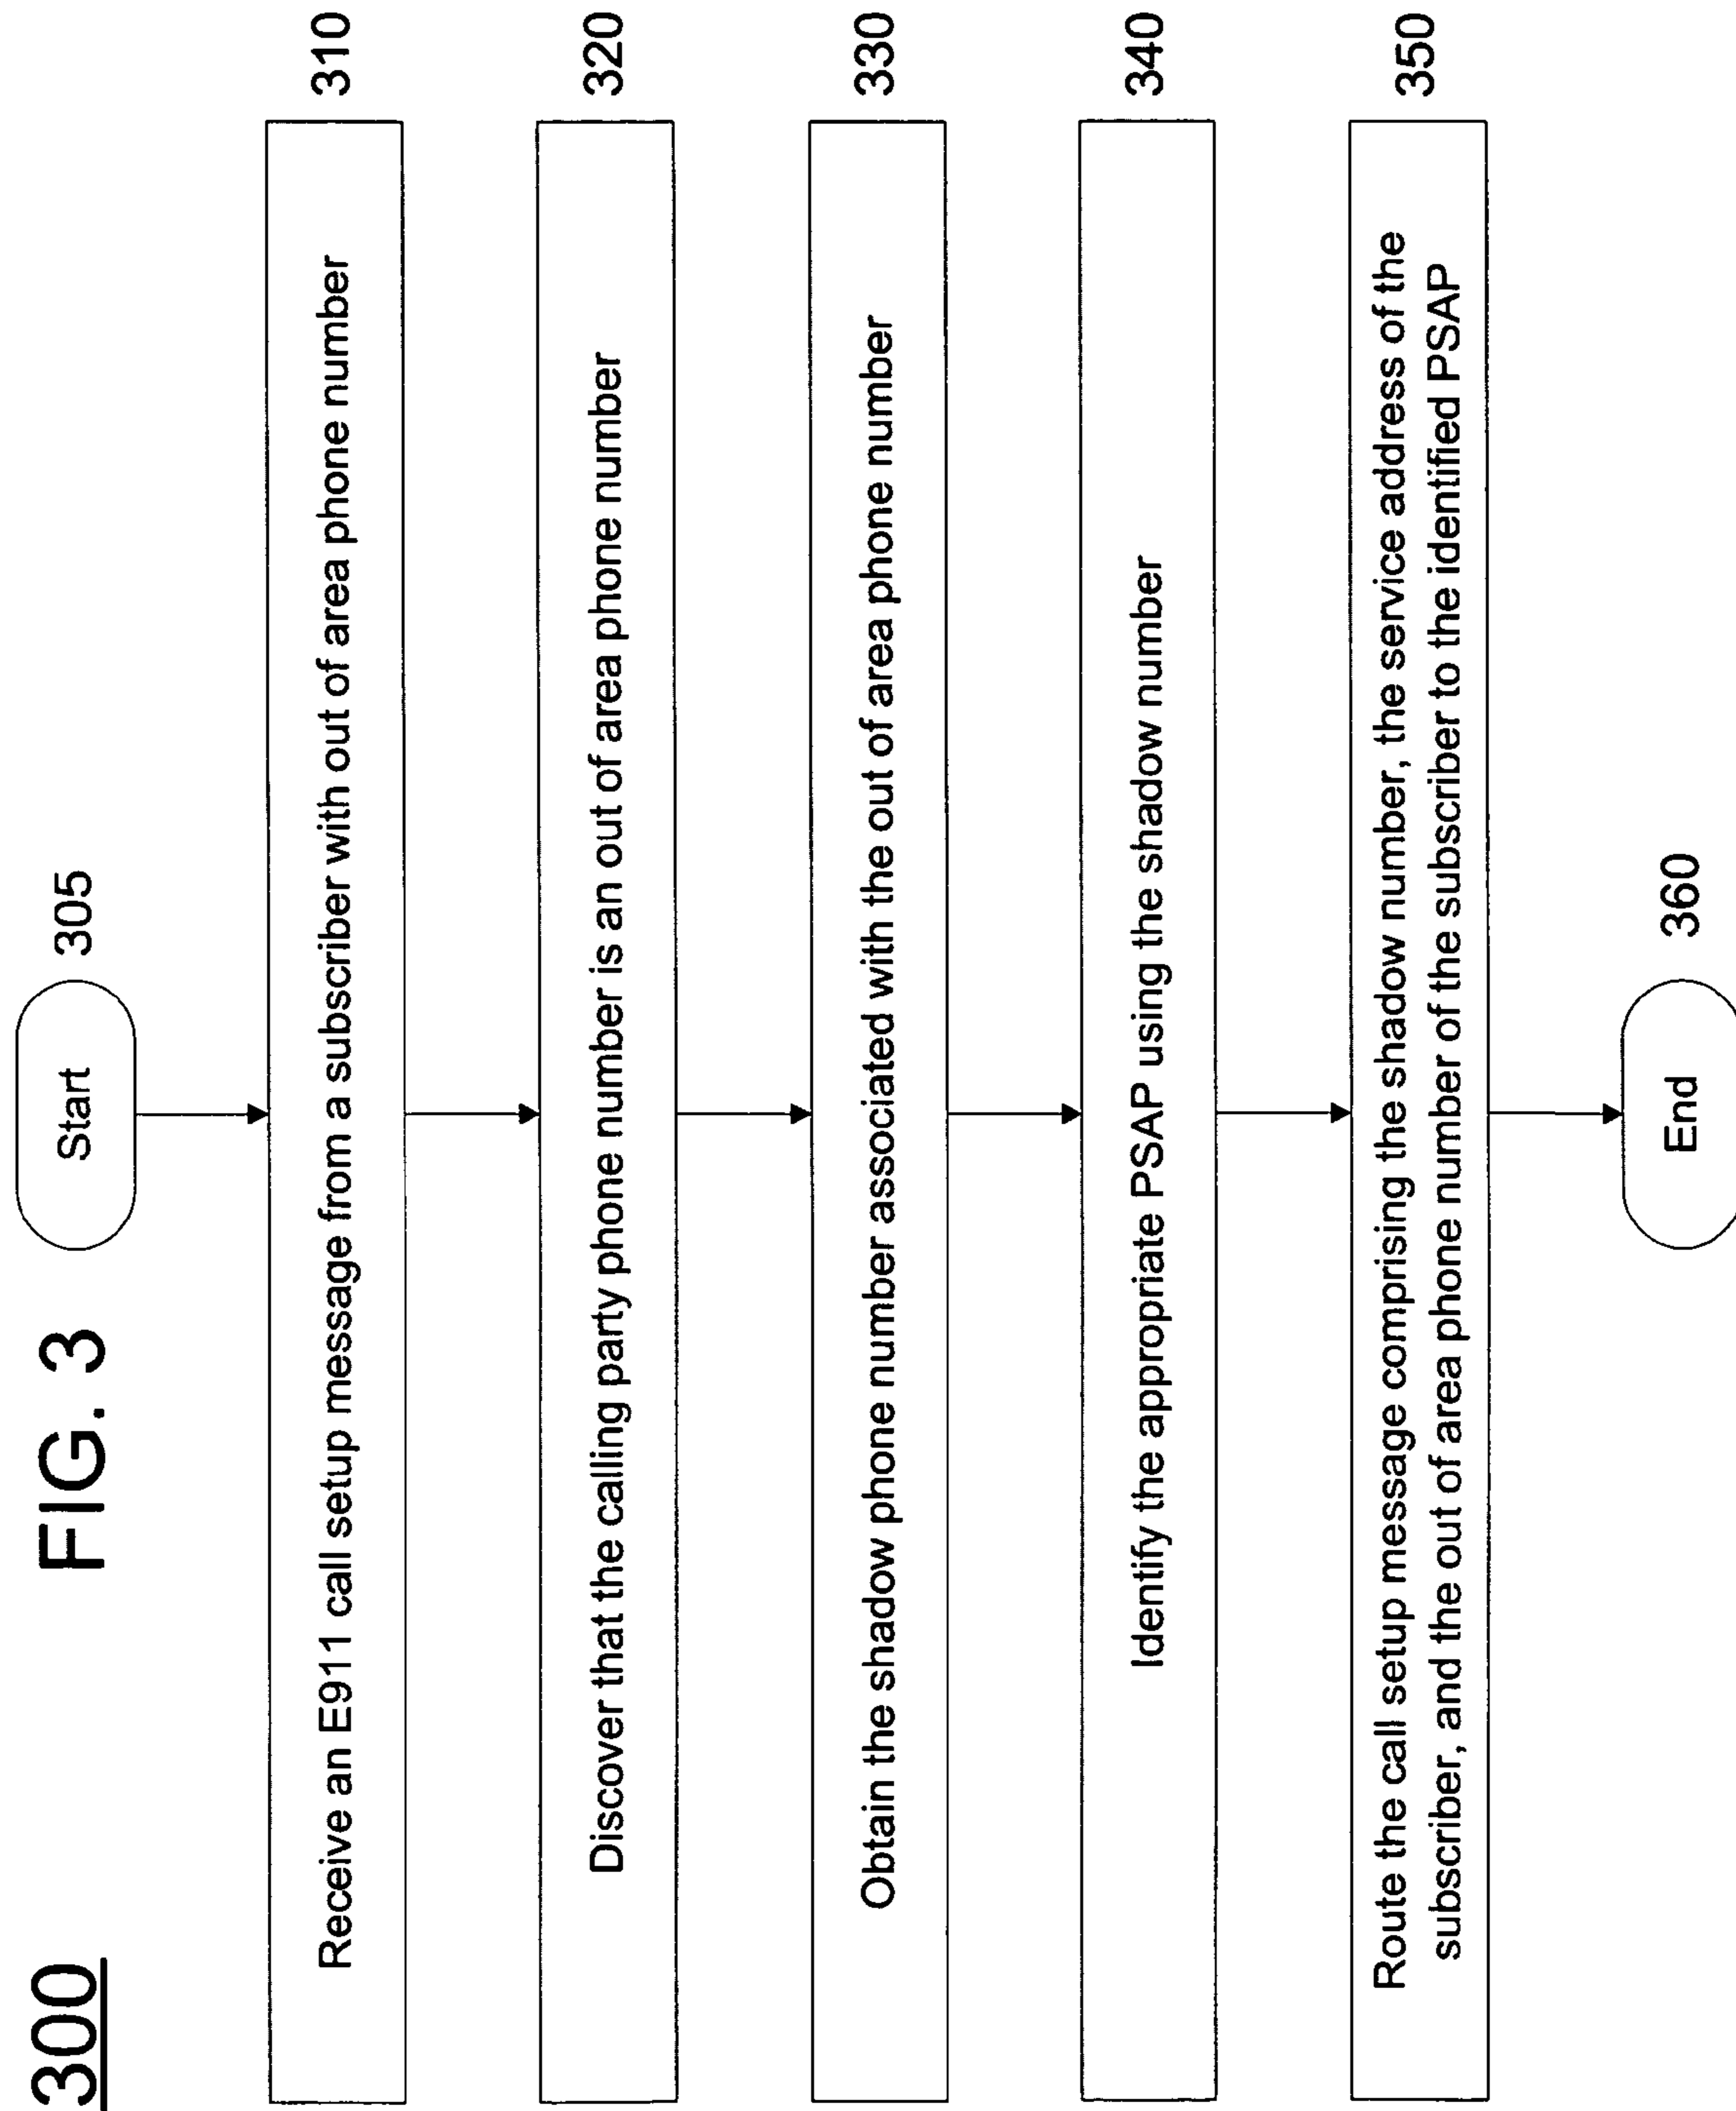 300
FIG. 3
Start
305
Receive an E911 call setup message from a subscriber with out of area phone number
310
Discover that the calling party phone number is an out of area phone number
320
Obtain the shadow phone number associated with the out of area phone number
330
Identify the appropriate PSAP using the shadow number
340
Route the call setup message comprising the shadow number, the service address of the
subscriber, and the out of area phone number of the subscriber to the identified PSAP
350
End
360